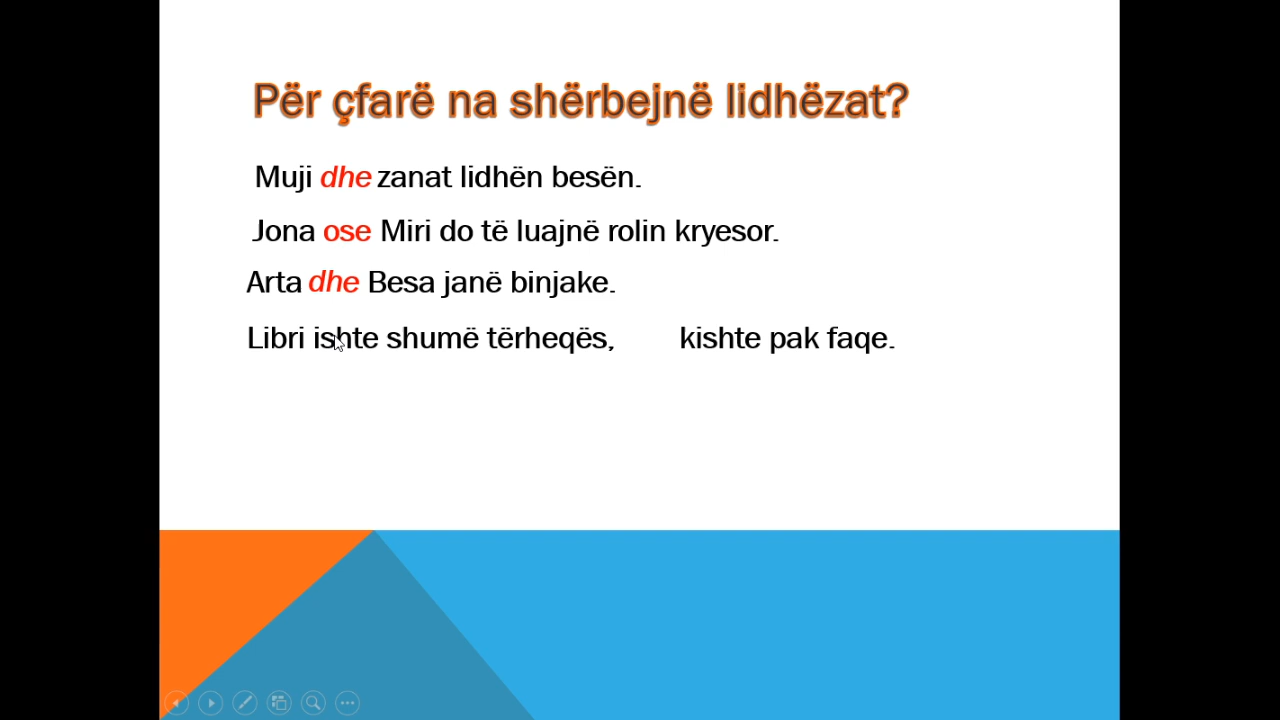 Për çfarë na shërbejnë lidhëzat?
Muji dhe zanat lidhën besën.
Jona ose Miri do të luajnë rolin kryesor.
Arta dhe Besa janë binjake.
Libri ishte shumë tërheqës, kishte pak faqe.